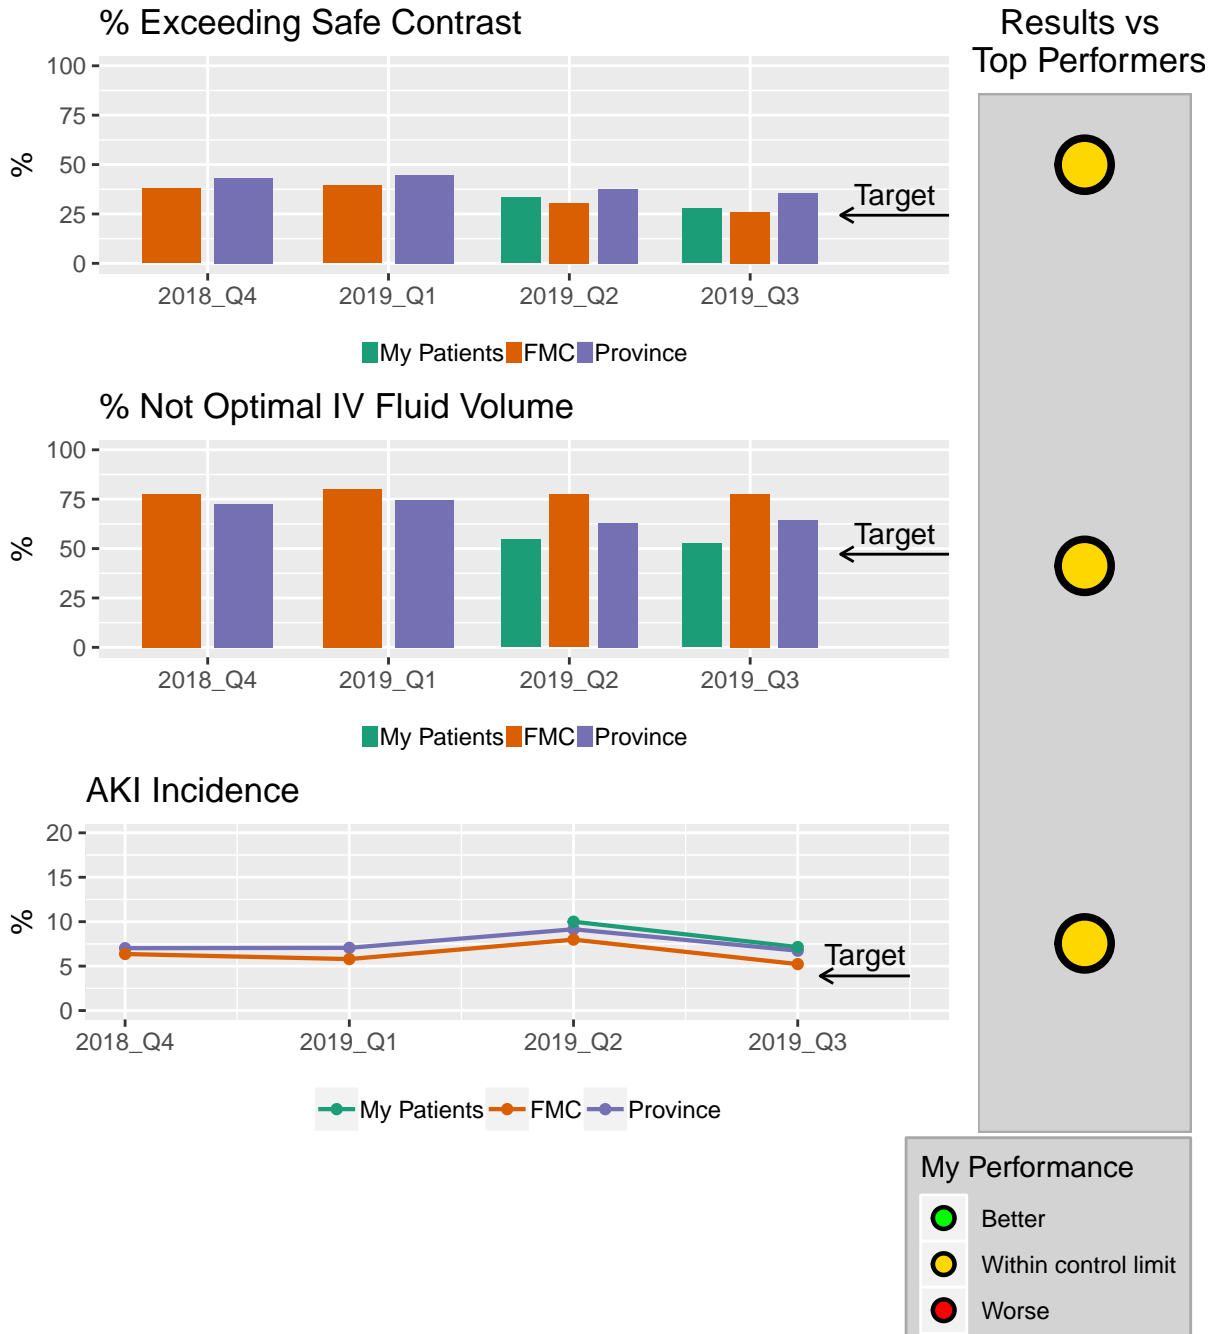 % Exceeding Safe Contrast
Results vs
Top Performers
100
75
50
25
0
%
Target
2018_Q4 2019_Q1 2019_Q2 2019_Q3
My Patients FMC Province
% Not Optimal IV Fluid Volume
100
75
50
25
0
%
Target
2018_Q4 2019_Q1 2019_Q2 2019_Q3
My Patients FMC Province
AKI Incidence
20
15
10
5
0
%
Target
2018_Q4 2019_Q1 2019_Q2 2019_Q3
My Patients FMC Province
My Performance
Better
Within control limit
Worse